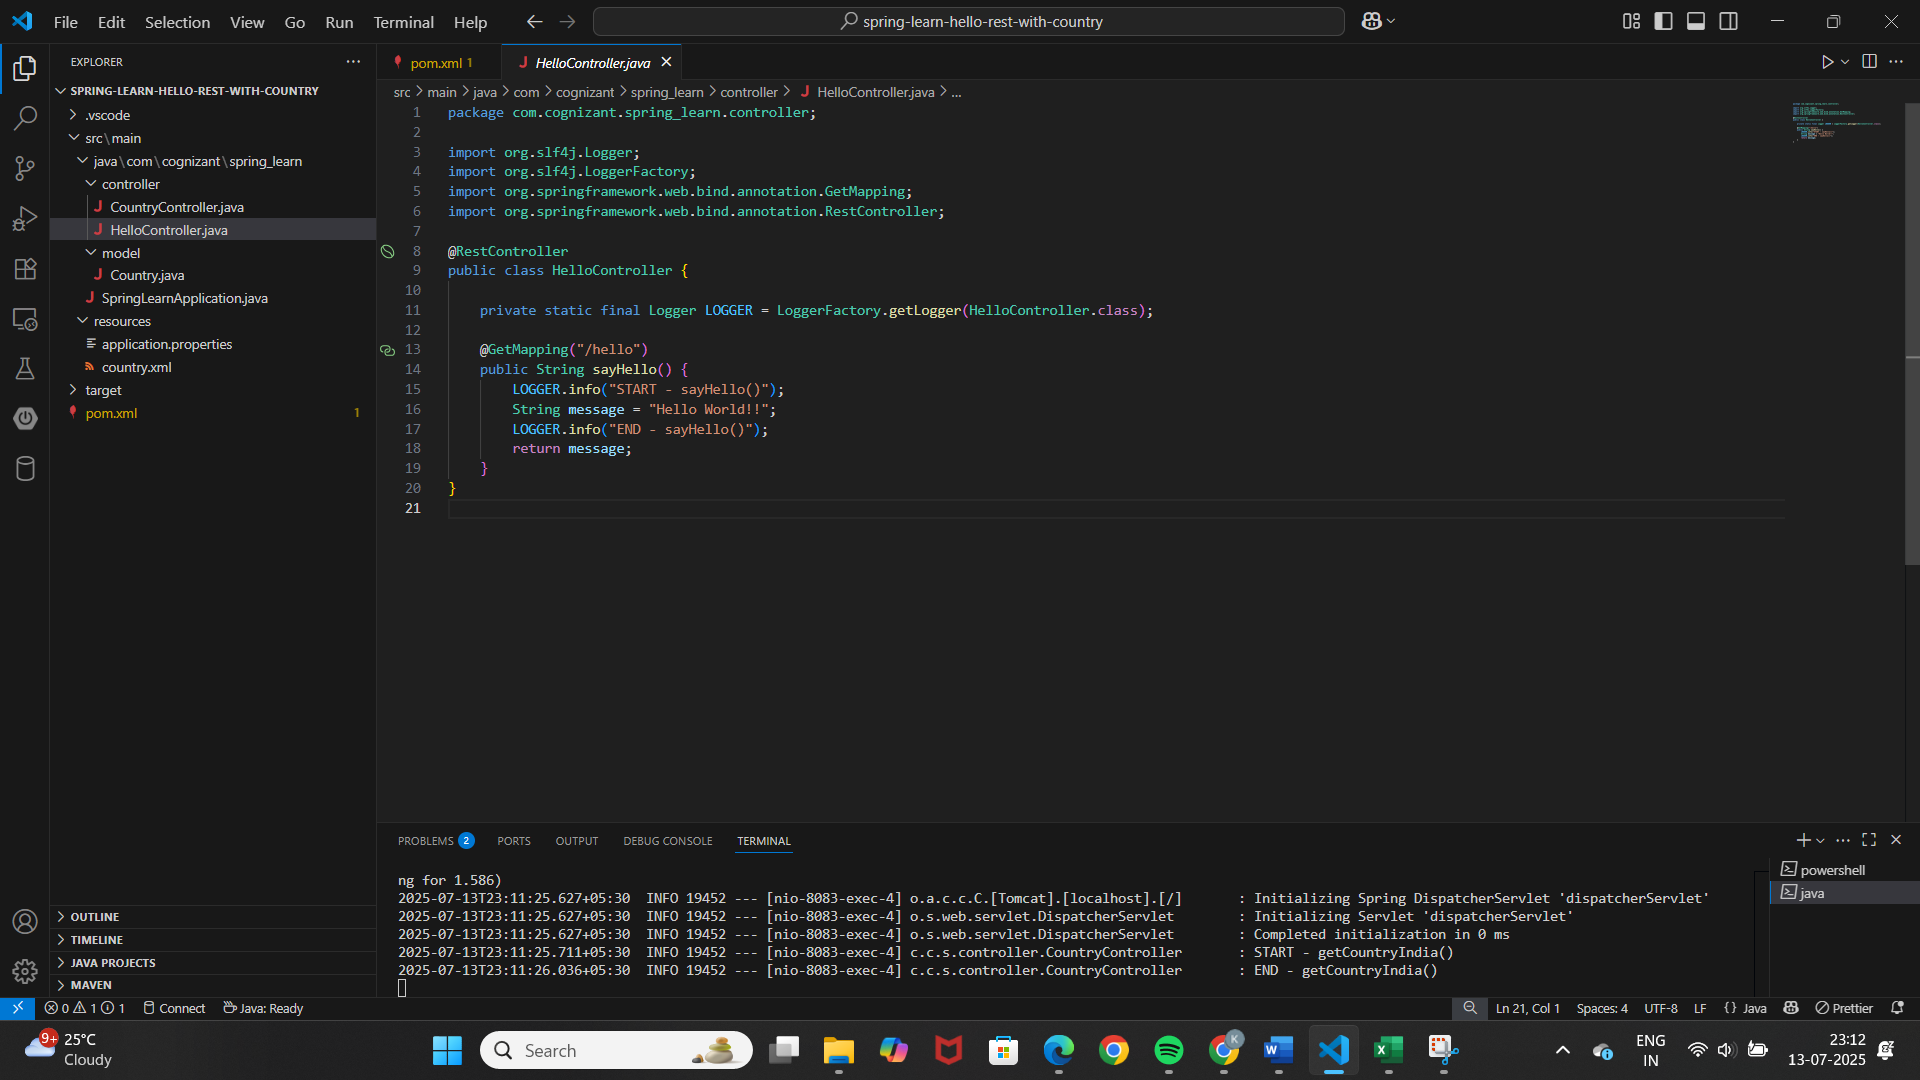 File Edit Selection View Go Run Terminal Help
spring-learn-hello-rest-with-country
EXPLORER
SPRING-LEARN-HELLO-REST-WITH-COUNTRY
.vscode
src\main
java\com\cognizant\spring_learn
controller
CountryController.java
HelloController.java
model
Country.java
SpringLearnApplication.java
resources
application.properties
country.xml
target
pom.xml 1
OUTLINE
TIMELINE
JAVA PROJECTS
MAVEN
pom.xml 1
HelloController.java
src > main > java > com > cognizant > spring_learn > controller > HelloController.java > ...
1 package com.cognizant.spring_learn.controller;
2
3 import org.slf4j.Logger;
4 import org.slf4j.LoggerFactory;
5 import org.springframework.web.bind.annotation.GetMapping;
6 import org.springframework.web.bind.annotation.RestController;
7
8 @RestController
9 public class HelloController {
10
11 private static final Logger LOGGER = LoggerFactory.getLogger(HelloController.class);
12
13 @GetMapping("/hello")
14 public String sayHello() {
15 LOGGER.info("START - sayHello()");
16 String message = "Hello World!!";
17 LOGGER.info("END - sayHello()");
18 return message;
19 }
20 }
21
PROBLEMS 2 PORTS OUTPUT DEBUG CONSOLE TERMINAL
ng for 1.586)
2025-07-13T23:11:25.627+05:30 INFO 19452 --- [nio-8083-exec-4] o.a.c.c.C.[Tomcat].[localhost].[/] : Initializing Spring DispatcherServlet 'dispatcherServlet'
2025-07-13T23:11:25.627+05:30 INFO 19452 --- [nio-8083-exec-4] o.s.web.servlet.DispatcherServlet : Initializing Servlet 'dispatcherServlet'
2025-07-13T23:11:25.627+05:30 INFO 19452 --- [nio-8083-exec-4] o.s.web.servlet.DispatcherServlet : Completed initialization in 0 ms
2025-07-13T23:11:25.711+05:30 INFO 19452 --- [nio-8083-exec-4] c.c.s.controller.CountryController : START - getCountryIndia()
2025-07-13T23:11:26.036+05:30 INFO 19452 --- [nio-8083-exec-4] c.c.s.controller.CountryController : END - getCountryIndia()
powershell
java
0 1 1 Connect Java: Ready
Ln 21, Col 1 Spaces: 4 UTF-8 LF {} Java Prettier
9+ 25°C
Cloudy
Search
K
ENG
IN
23:12
13-07-2025